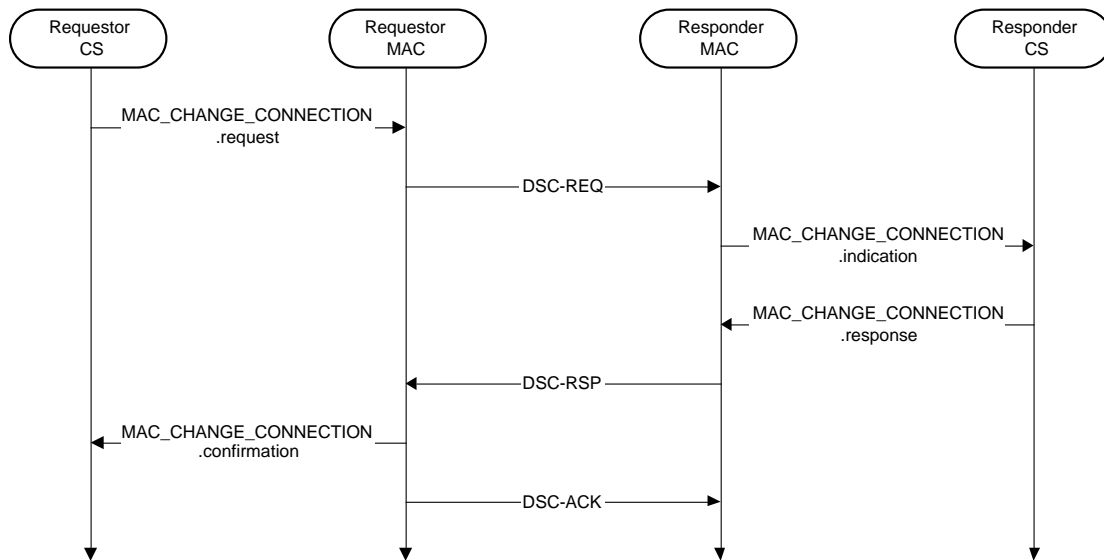 Requestor
CS
Requestor
MAC
Responder
MAC
Responder
CS
MAC_CHANGE_CONNECTION
.request
DSC-REQ
MAC_CHANGE_CONNECTION
.indication
MAC_CHANGE_CONNECTION
.response
DSC-RSP
MAC_CHANGE_CONNECTION
.confirmation
DSC-ACK